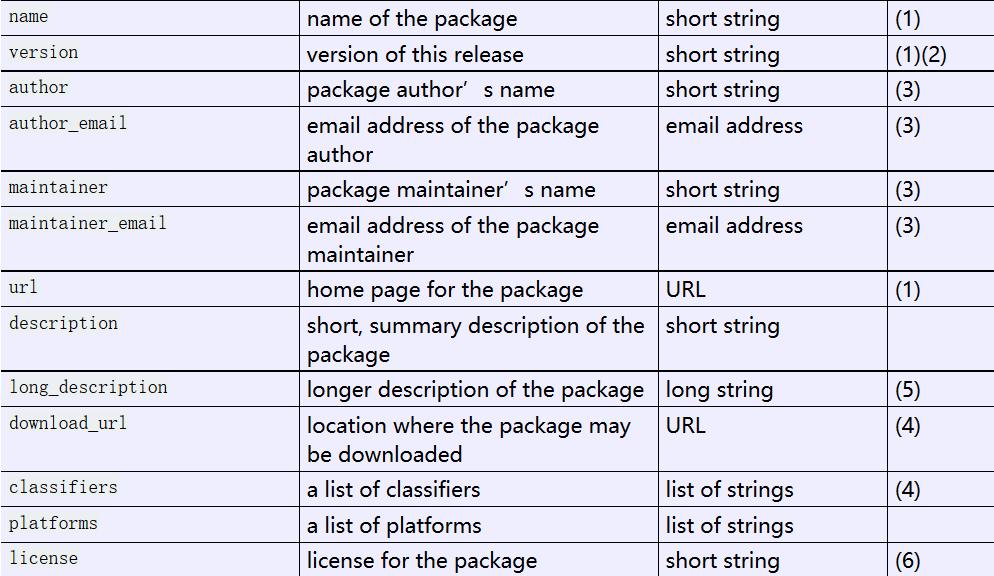 name name of the package short string (1)
version version of this release short string (1)(2)
author package author’s name short string (3)
author_email email address of the package email address (3)
author
maintainer package maintainer’s name short string (3)
maintainer_email email address of the package email address (3)
maintainer
url home page for the package URL (1)
description short, summary description of the short string
package
long_description longer description of the package long string (5)
download_url location where the package may URL (4)
be downloaded
classifiers a list of classifiers list of strings (4)
platforms a list of platforms list of strings
license license for the package short string (6)